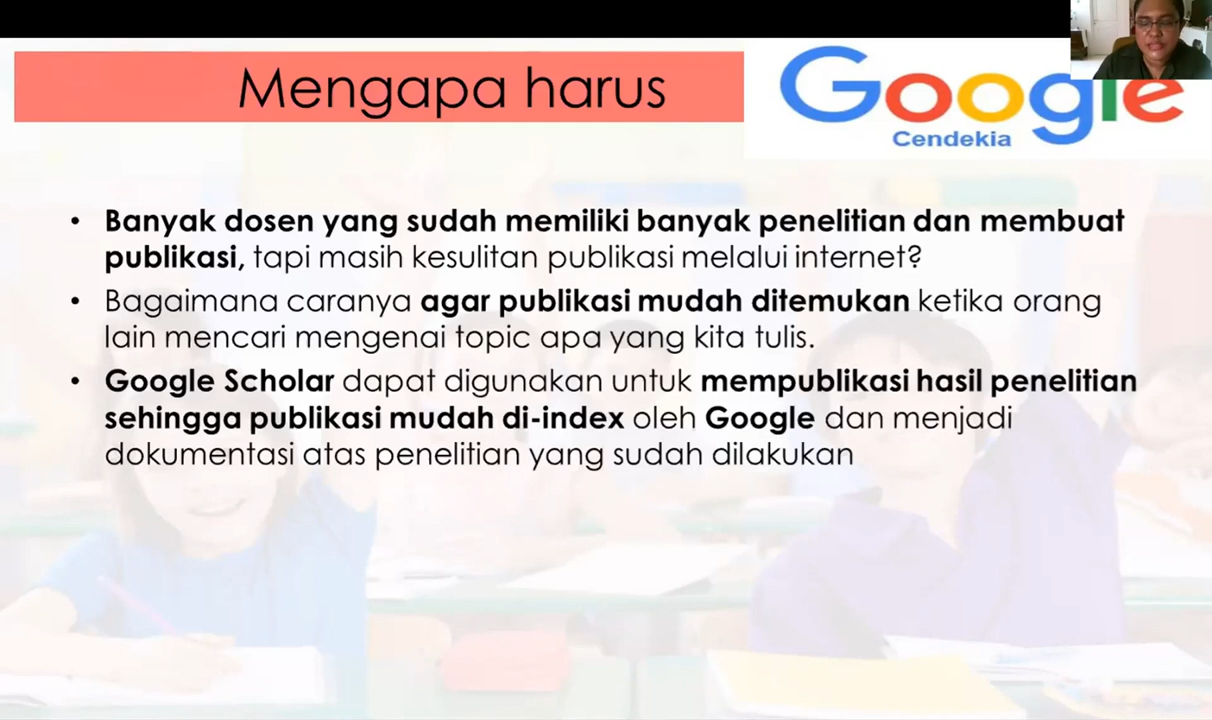 Mengapa harus
Google
Cendekia
• Banyak dosen yang sudah memiliki banyak penelitian dan membuat
publikasi, tapi masih kesulitan publikasi melalui internet?
• Bagaimana caranya agar publikasi mudah ditemukan ketika orang
lain mencari mengenai topic apa yang kita tulis.
• Google Scholar dapat digunakan untuk mempublikasi hasil penelitian
sehingga publikasi mudah di-index oleh Google dan menjadi
dokumentasi atas penelitian yang sudah dilakukan